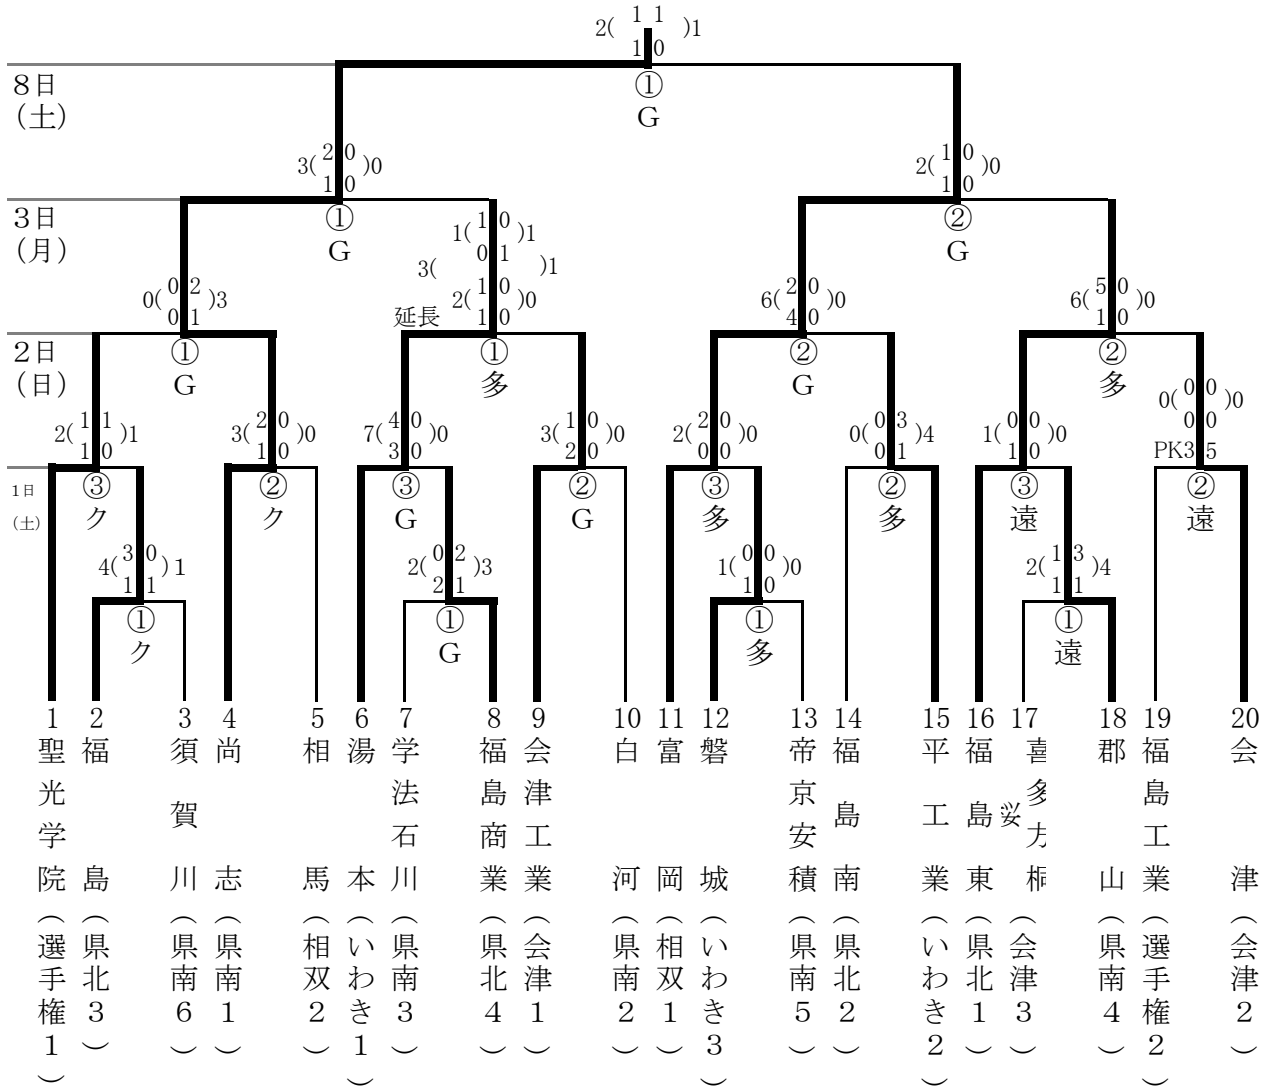 1 1
2( )1
1 0
8日
(土)
①
G
2 0
3( )0
1 0
1 0
2( )0
1 0
3日
(月)
①
G
②
G
1 0
1( )1
0 1
3( )1
1 0
2( )0
1 0
延長
0 2
0( )3
0 1
2 0
6( )0
4 0
5 0
6( )0
1 0
2日
(日)
①
G
①
多
②
G
②
多
1 1
2( )1
1 0
2 0
3( )0
1 0
4 0
7( )0
3 0
1 0
3( )0
2 0
2 0
2( )0
0 0
0 3
0( )4
0 1
0 0
1( )0
1 0
0 0
0( )0
0 0
PK3 5
1日
(土)
③
ク
②
ク
③
G
②
G
③
多
②
多
③
遠
②
遠
3 0
4( )1
1 1
0 2
2( )3
2 1
0 0
1( )0
1 0
1 3
2( )4
1 1
①
ク
①
G
①
多
①
遠
1 聖光学院(選手権1)
2 福島(県北3)
3 須賀川(県南6)
4 尚志(県南1)
5 相馬(相双2)
6 湯本(いわき1)
7 学法石川(県南3)
8 福島商業(県北4)
9 会津工業(会津1)
10 白河(県南2)
11 富岡(相双1)
12 磐城(いわき3)
13 帝京安積(県南5)
14 福島南(県北2)
15 平工業(いわき2)
16 福島東(県北1)
17 喜多方桐桜(会津3)
18 郡山(県南4)
19 福島工業(選手権2)
20 会津(会津2)